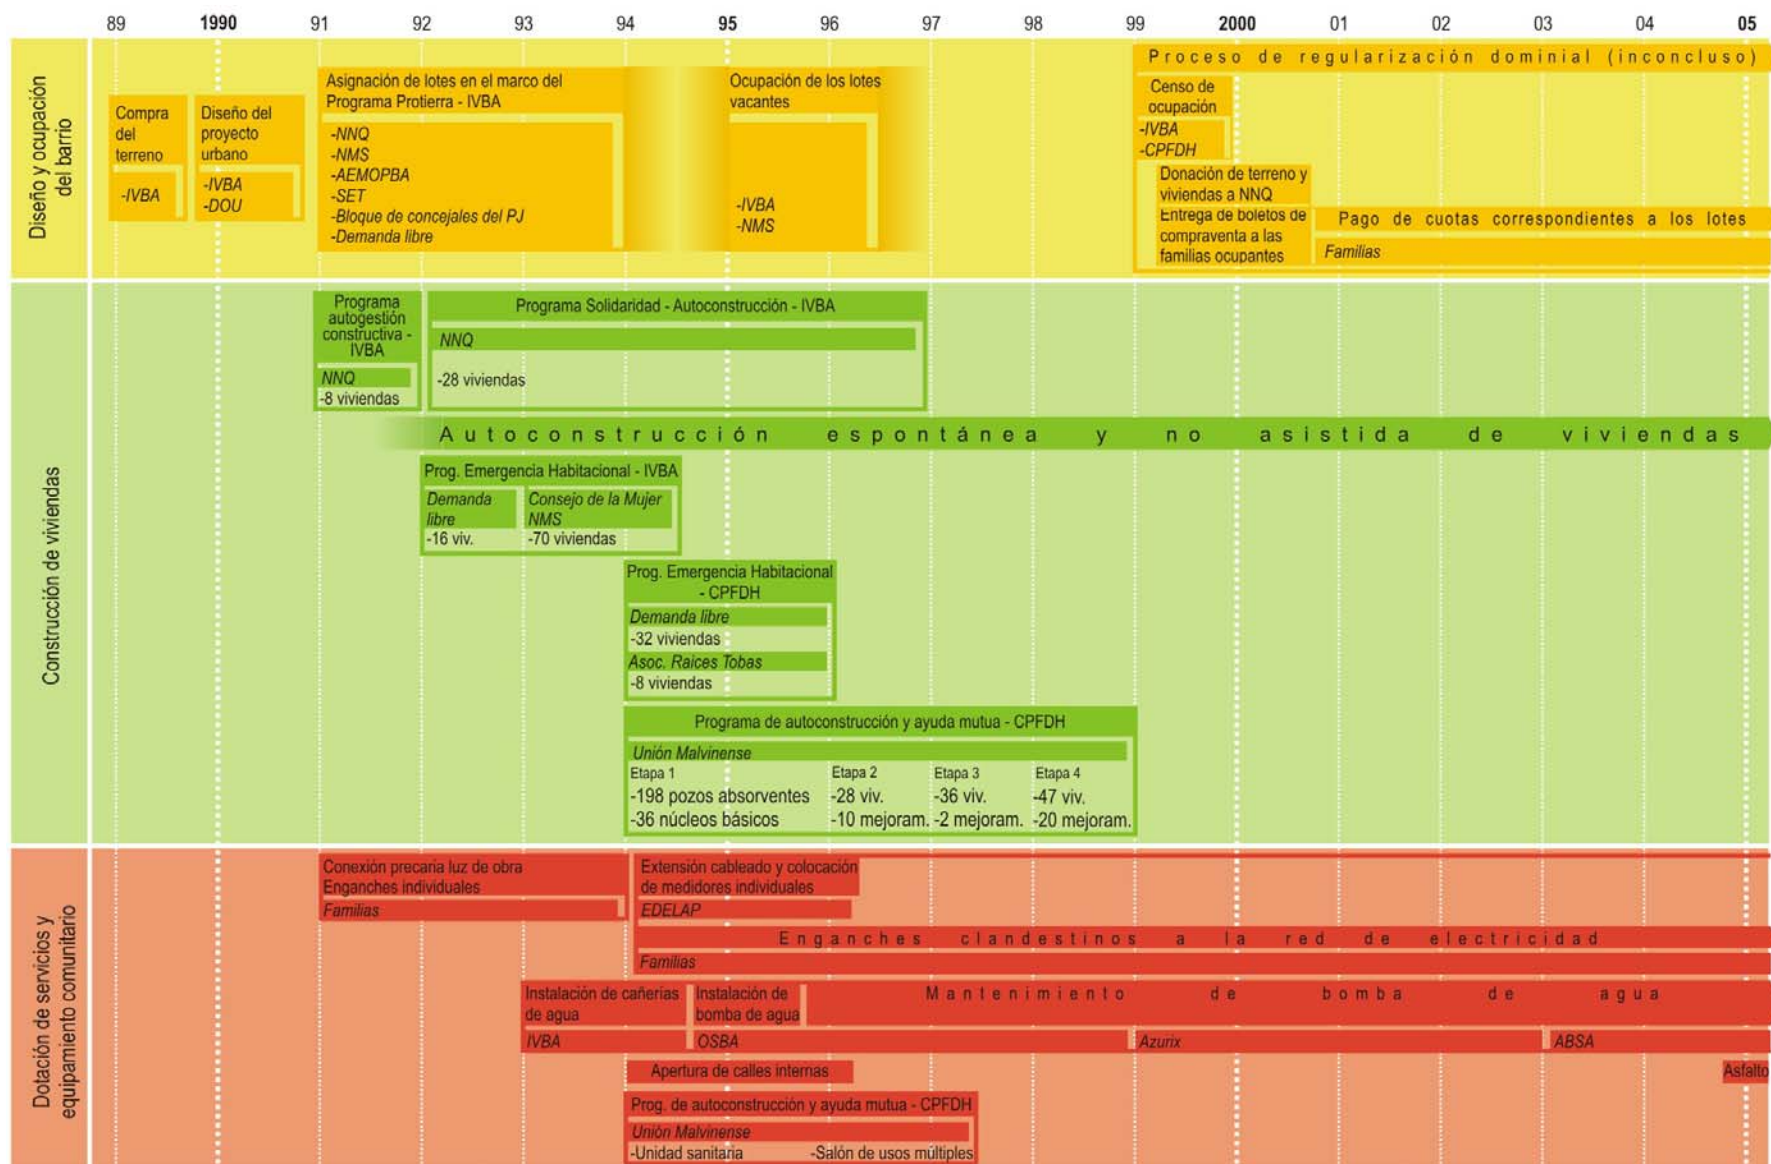 89 1990 91 92 93 94 95 96 97 98 99 2000 01 02 03 04 05
Diseño y ocupación
del barrio
Compra
del
terreno
-IVBA
Diseño del
proyecto
urbano
-IVBA
-DOU
Asignación de lotes en el marco del
Programa Protierra - IVBA
-NNQ
-NMS
-AEMOPBA
-SET
-Bloque de concejales del PJ
-Demanda libre
Ocupación de los lotes
vacantes
-IVBA
-NMS
Proceso de regularización dominial (inconcluso)
Censo de
ocupación
-IVBA
-CPFDH
Donación de terreno y
viviendas a NNQ
Entrega de boletos de
compraventa a las
familias ocupantes
Pago de cuotas correspondientes a los lotes
Familias
Construcción de viviendas
Programa
autogestión
constructiva -
IVBA
NNQ
-8 viviendas
Programa Solidaridad - Autoconstrucción - IVBA
NNQ
-28 viviendas
Autoconstrucción espontánea y no asistida de viviendas
Prog. Emergencia Habitacional - IVBA
Demanda
libre
-16 viv.
Consejo de la Mujer
NMS
-70 viviendas
Prog. Emergencia Habitacional
- CPFDH
Demanda libre
-32 viviendas
Asoc. Raices Tobas
-8 viviendas
Programa de autoconstrucción y ayuda mutua - CPFDH
Unión Malvinense
Etapa 1
-198 pozos absorventes
-36 núcleos básicos
Etapa 2
-28 viv.
-10 mejoram.
Etapa 3
-36 viv.
-2 mejoram.
Etapa 4
-47 viv.
-20 mejoram.
Dotación de servicios y
equipamiento comunitario
Conexión precaria luz de obra
Enganches individuales
Familias
Extensión cableado y colocación
de medidores individuales
EDELAP
Enganches clandestinos a la red de electricidad
Familias
Instalación de cañerias
de agua
IVBA
Instalación de
bomba de agua
Mantenimiento de bomba de agua
OSBA
Azurix
ABSA
Apertura de calles internas
Asfalto
Prog. de autoconstrucción y ayuda mutua - CPFDH
Unión Malvinense
-Unidad sanitaria
-Salón de usos múltiples